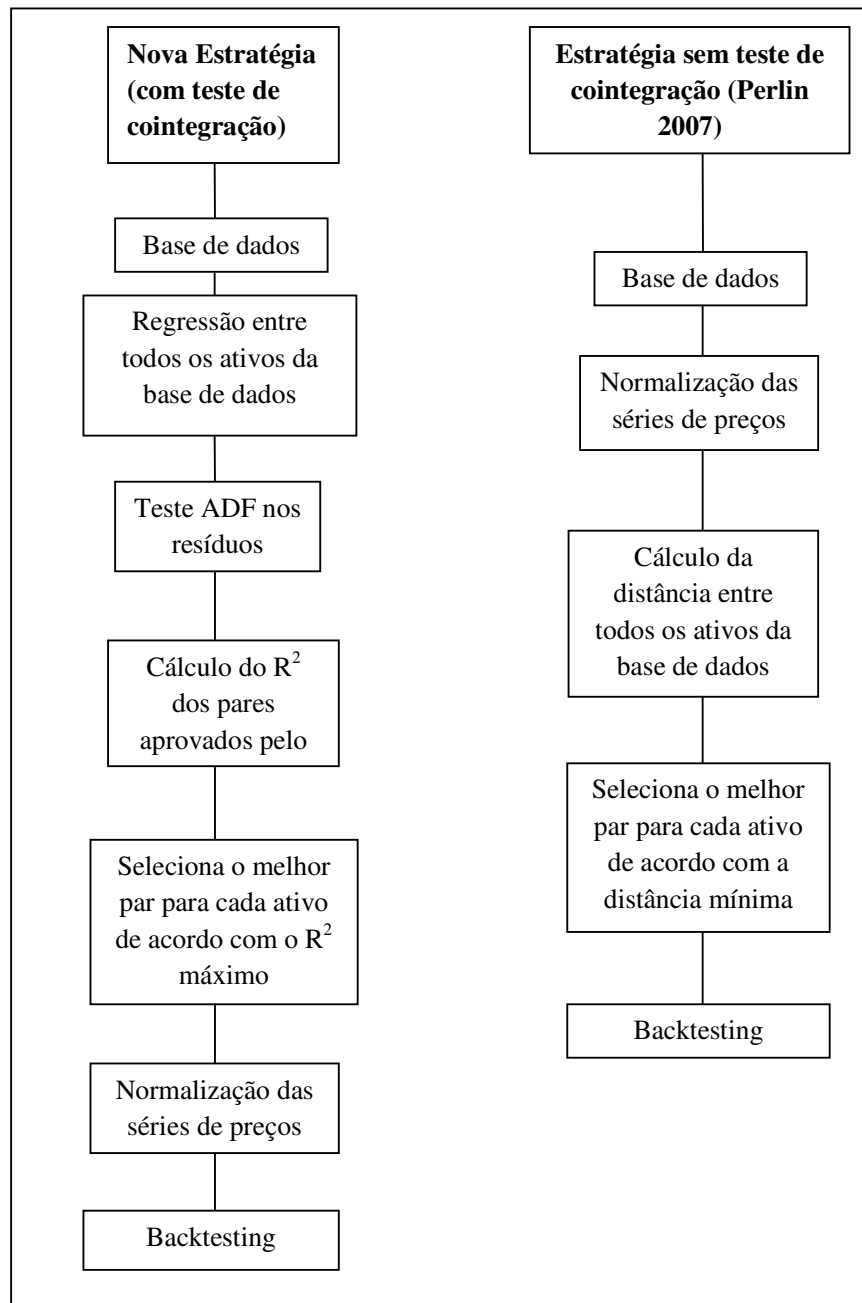 Nova Estratégia
(com teste de
cointegração)
Base de dados
Regressão entre
todos os ativos da
base de dados
Teste ADF nos
resíduos
Cálculo do R²
dos pares
aprovados pelo
Seleciona o melhor
par para cada ativo
de acordo com o R²
máximo
Normalização das
séries de preços
Backtesting
Estratégia sem teste de
cointegração (Perlin
2007)
Base de dados
Normalização das
séries de preços
Cálculo da
distância entre
todos os ativos da
base de dados
Seleciona o melhor
par para cada ativo
de acordo com a
distância mínima
Backtesting